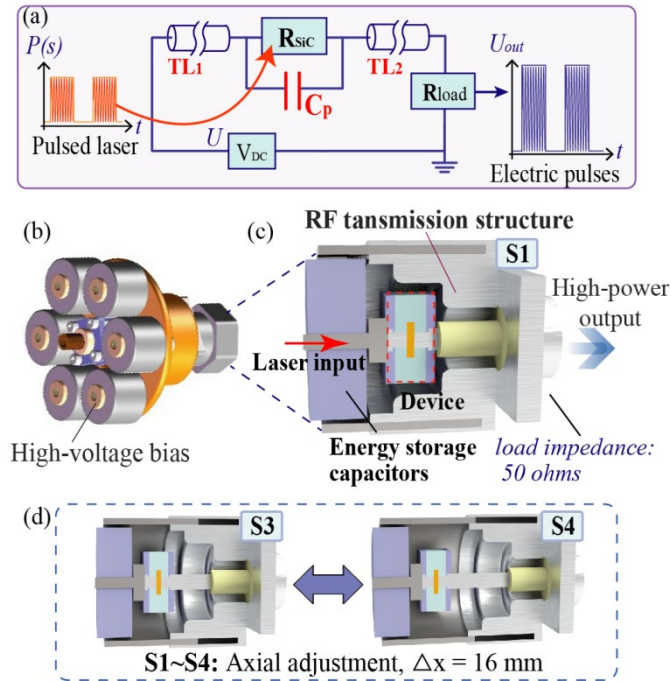 (a)
P(s)
t
Pulsed laser
TL1
RSiC
TL2
Cp
U
VDC
Rload
Uout
t
Electric pulses
(b)
High-voltage bias
(c)
RF tansmission structure
S1
High-power
output
Laser input
Device
Energy storage
capacitors
load impedance:
50 ohms
(d)
S3
S4
S1~S4: Axial adjustment, △x = 16 mm